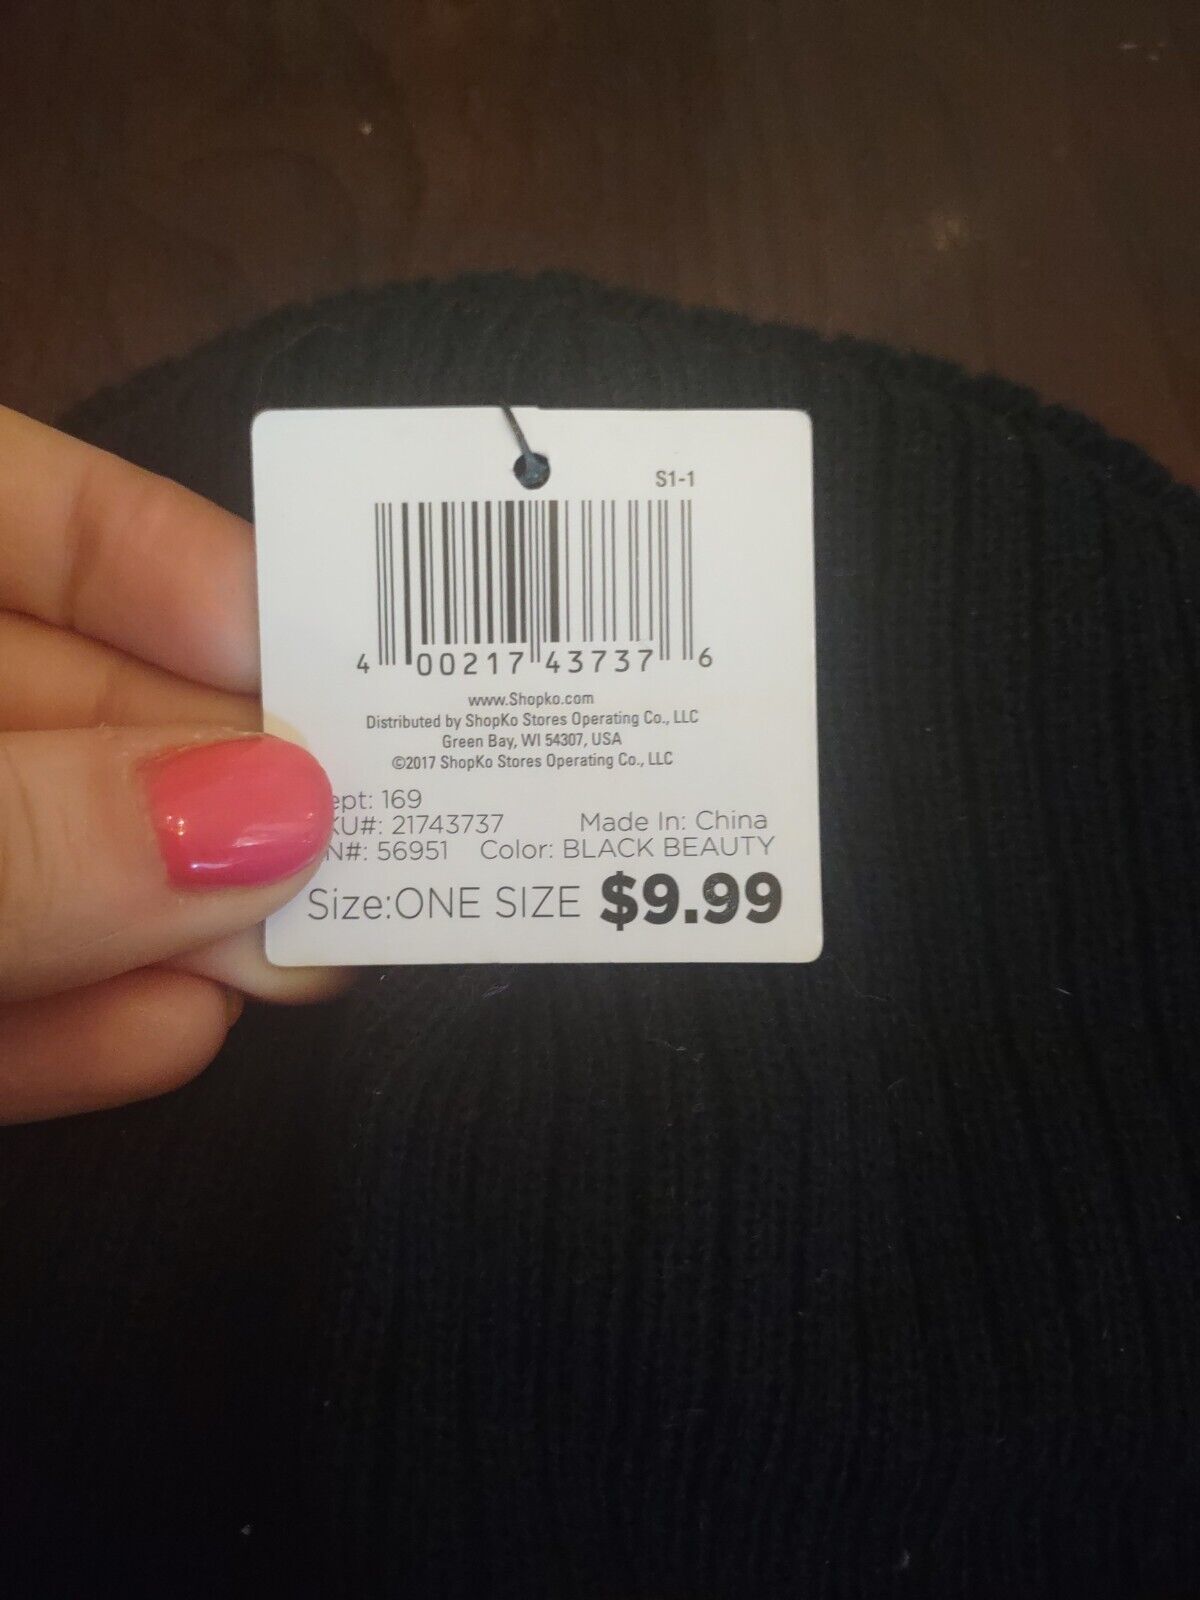 S1-1
4 00217 43737 6
www.Shopko.com
Distributed by ShopKo Stores Operating Co., LLC
Green Bay, WI 54307, USA
©2017 ShopKo Stores Operating Co., LLC
169
21743737 Made In: China
56951 Color: BLACK BEAUTY
Size:ONE SIZE $9.99